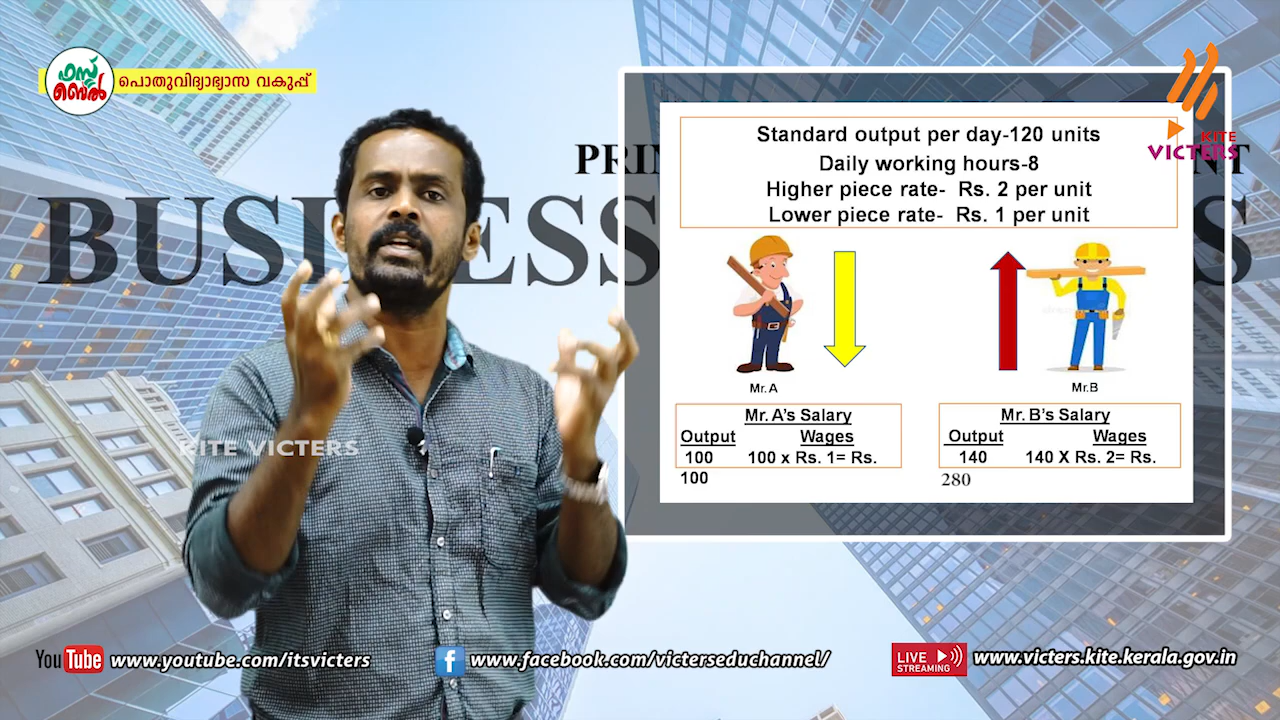 ഫസ്റ്റ്
ബെൽ
പൊതുവിദ്യാഭ്യാസ വകുപ്പ്
KITE
VICTERS
BUSI
ESS
Standard output per day-120 units
Daily working hours-8
Higher piece rate- Rs. 2 per unit
Lower piece rate- Rs. 1 per unit
Mr. A
Mr.B
Mr. A's Salary
Output Wages
100 100 x Rs. 1= Rs.
100
Mr. B's Salary
Output Wages
140 140 X Rs. 2= Rs.
280
KITE VICTERS
YouTube www.youtube.com/itsvicters
f www.facebook.com/victerseduchannel/
LIVE
STREAMING
www.victers.kite.kerala.gov.in